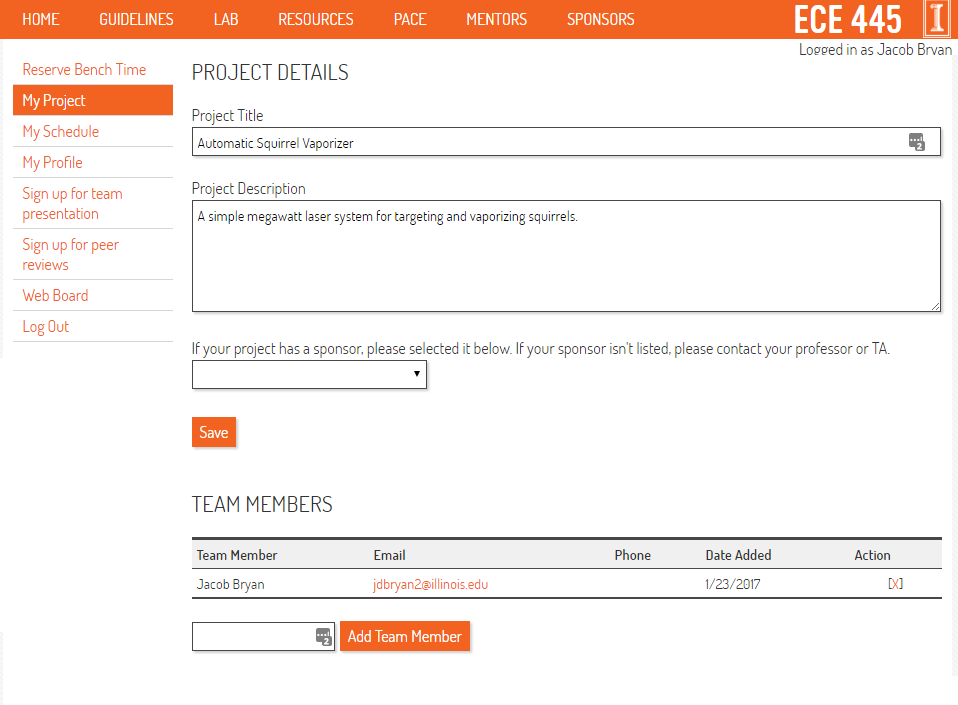 HOME GUIDELINES LAB RESOURCES PACE MENTORS SPONSORS ECE 445 I
Logged in as Jacob Bryan
Reserve Bench Time
My Project
My Schedule
My Profile
Sign up for team
presentation
Sign up for peer
reviews
Web Board
Log Out
PROJECT DETAILS
Project Title
Automatic Squirrel Vaporizer
2
Project Description
A simple megawatt laser system for targeting and vaporizing squirrels.
If your project has a sponsor, please selected it below. If your sponsor isn't listed, please contact your professor or TA.
Save
TEAM MEMBERS
Team Member Email Phone Date Added Action
Jacob Bryan jdbryan2@illinois.edu 1/23/2017 [X]
2
Add Team Member